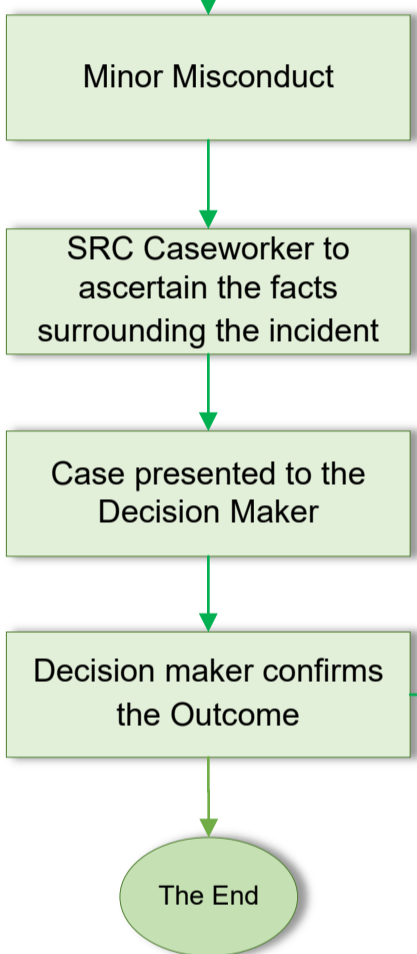 Minor Misconduct
SRC Caseworker to
ascertain the facts
surrounding the incident
Case presented to the
Decision Maker
Decision maker confirms
the Outcome
The End